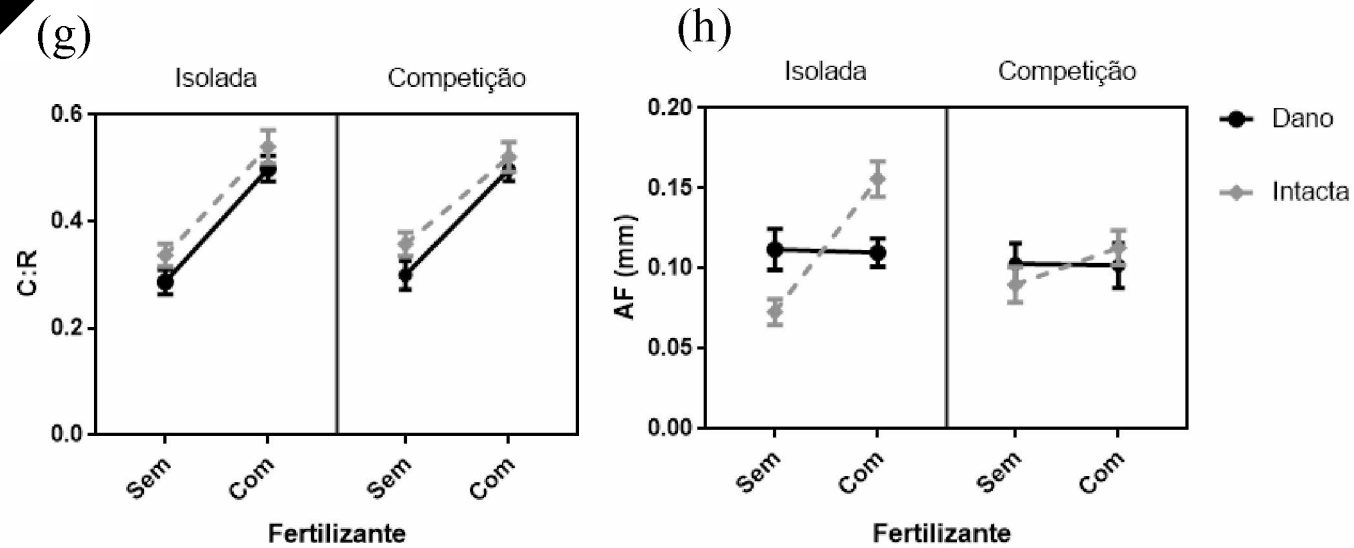 (g)
Isolada Competição
C:R
0.6
0.4
0.2
0.0
Sem Com Sem Com
Fertilizante
(h)
Isolada Competição
AF (mm)
0.20
0.15
0.10
0.05
0.00
Sem Com Sem Com
Fertilizante
Dano
Intacta